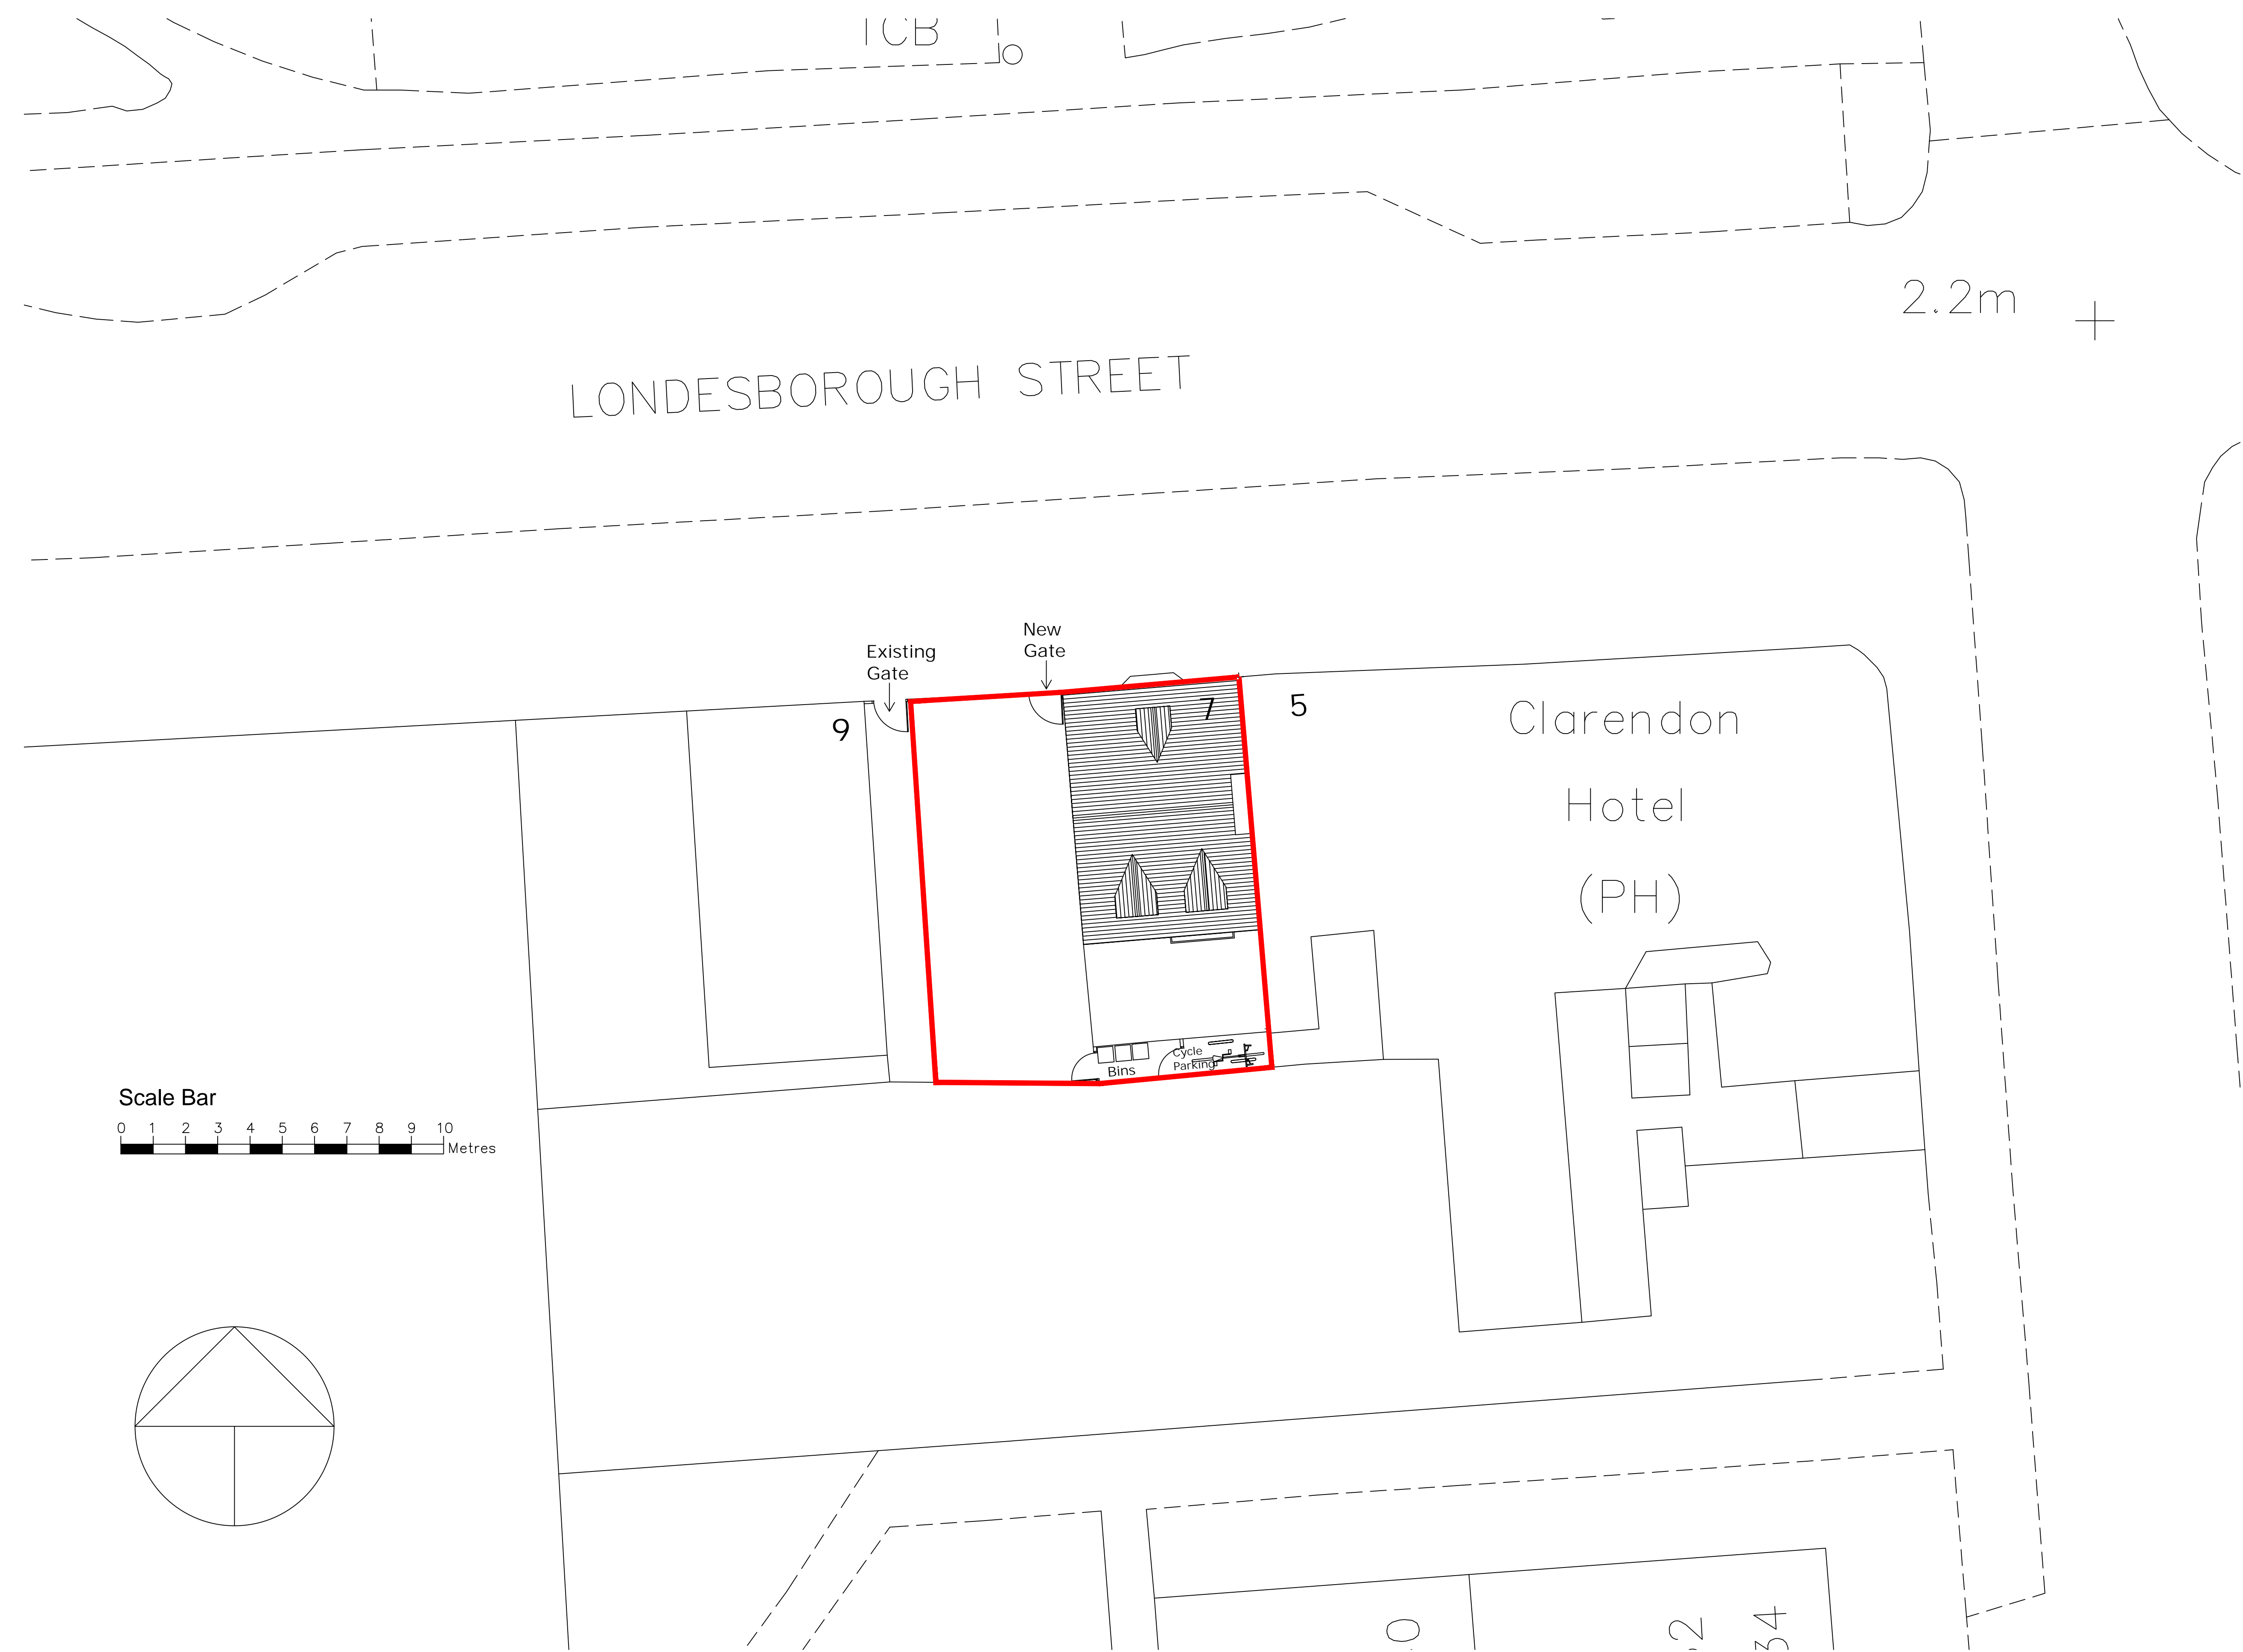 TCB
2.2m
LONDESBOROUGH STREET
New
Gate
Existing
Gate
9
7
5
Clarendon
Hotel
(PH)
Cycle
Parking
Bins
Scale Bar
0 1 2 3 4 5 6 7 8 9 10
Metres
34